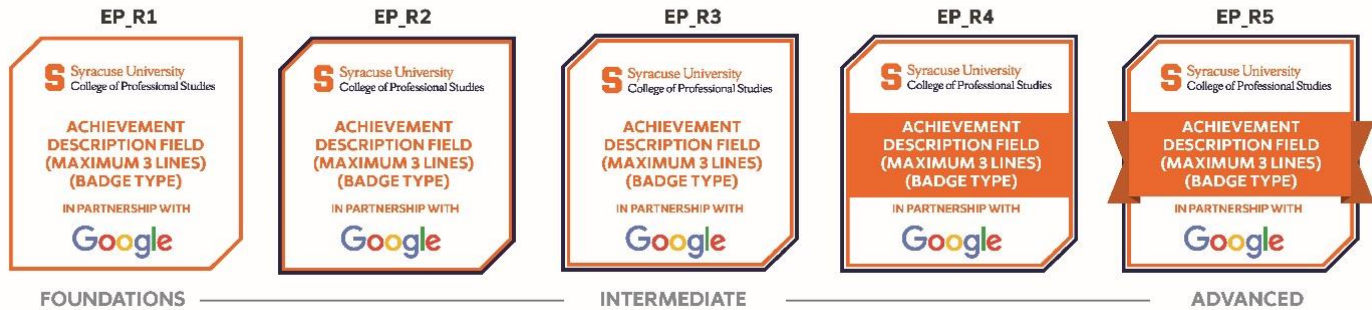 EP_R1
Syracuse University
College of Professional Studies
ACHIEVEMENT
DESCRIPTION FIELD
(MAXIMUM 3 LINES)
(BADGE TYPE)
IN PARTNERSHIP WITH
Google
EP_R2
Syracuse University
College of Professional Studies
ACHIEVEMENT
DESCRIPTION FIELD
(MAXIMUM 3 LINES)
(BADGE TYPE)
IN PARTNERSHIP WITH
Google
EP_R3
Syracuse University
College of Professional Studies
ACHIEVEMENT
DESCRIPTION FIELD
(MAXIMUM 3 LINES)
(BADGE TYPE)
IN PARTNERSHIP WITH
Google
EP_R4
Syracuse University
College of Professional Studies
ACHIEVEMENT
DESCRIPTION FIELD
(MAXIMUM 3 LINES)
(BADGE TYPE)
IN PARTNERSHIP WITH
Google
EP_R5
Syracuse University
College of Professional Studies
ACHIEVEMENT
DESCRIPTION FIELD
(MAXIMUM 3 LINES)
(BADGE TYPE)
IN PARTNERSHIP WITH
Google
FOUNDATIONS
INTERMEDIATE
ADVANCED